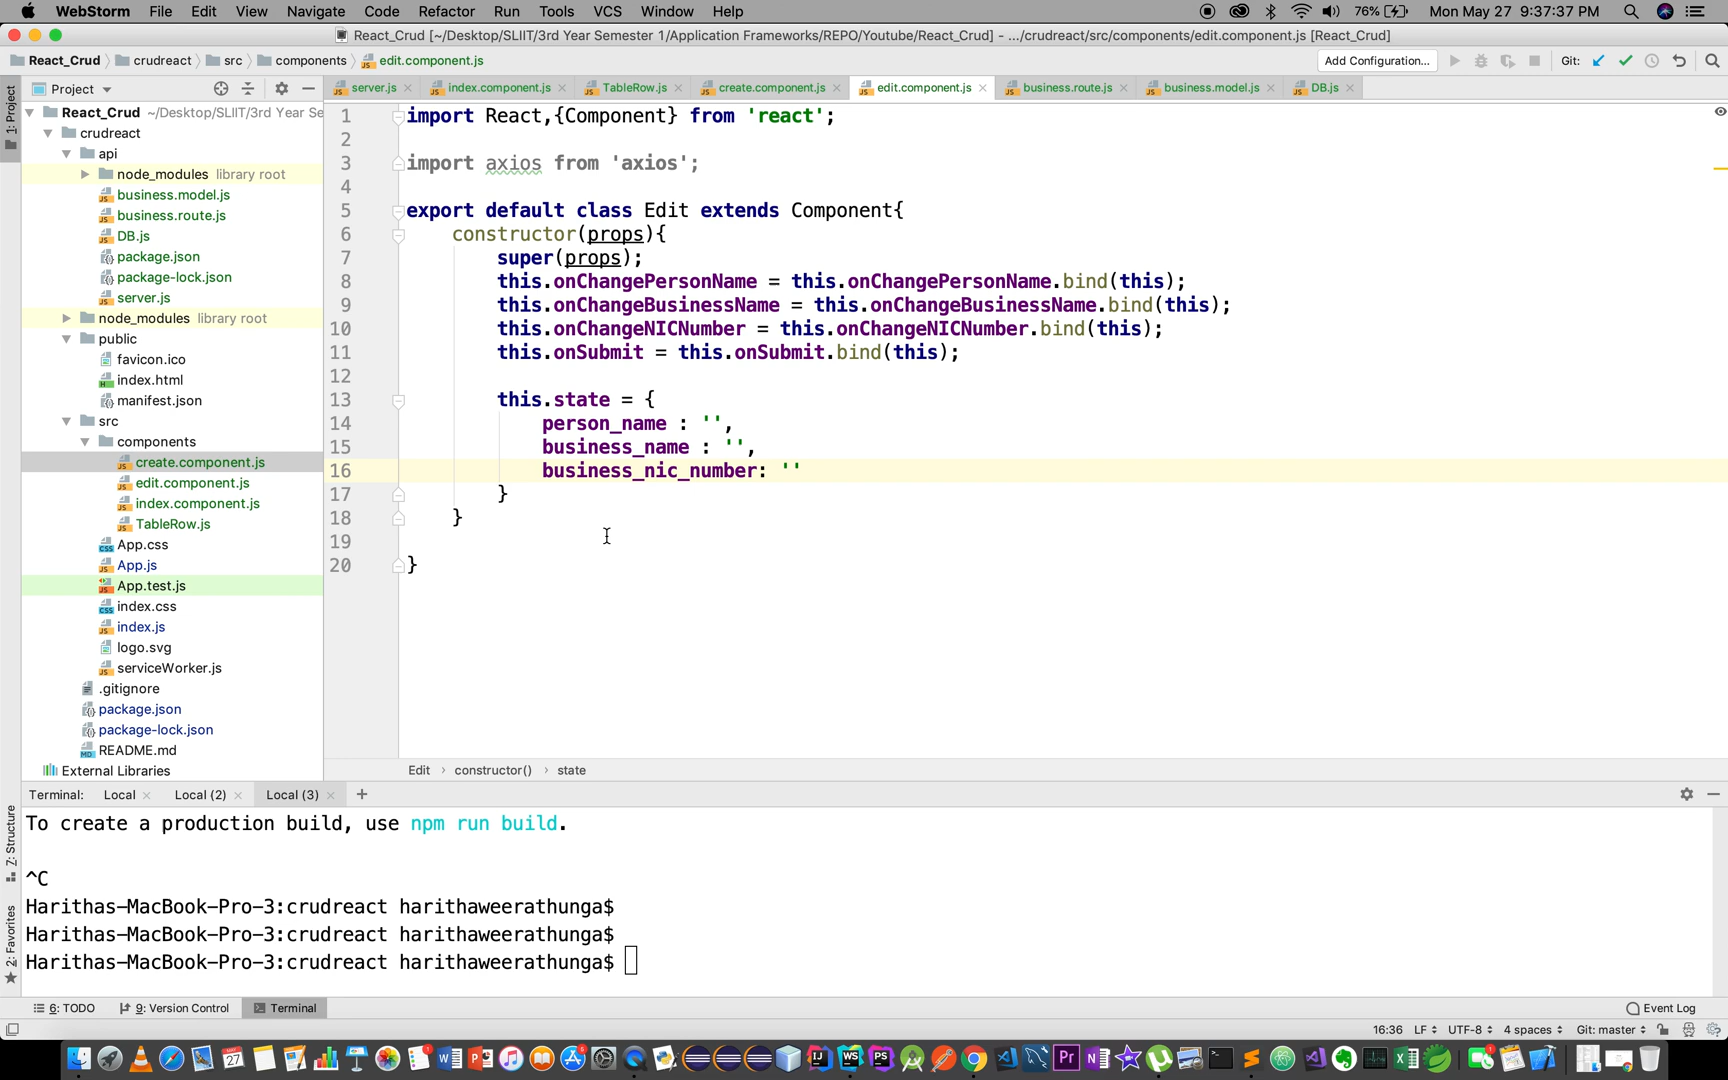 WebStorm File Edit View Navigate Code Refactor Run Tools VCS Window Help 76% Mon May 27 9:37:37 PM
React_Crud [~/Desktop/SLIIT/3rd Year Semester 1/Application Frameworks/REPO/Youtube/React_Crud] - .../crudreact/src/components/edit.component.js [React_Crud]
React_Crud crudreact src components edit.component.js Add Configuration... Git:
Project server.js index.component.js TableRow.js create.component.js edit.component.js business.route.js business.model.js DB.js
1: Project
React_Crud ~/Desktop/SLIIT/3rd Year Se
crudreact
api
node_modules library root
business.model.js
business.route.js
DB.js
package.json
package-lock.json
server.js
node_modules library root
public
favicon.ico
index.html
manifest.json
src
components
create.component.js
edit.component.js
index.component.js
TableRow.js
App.css
App.js
App.test.js
index.css
index.js
logo.svg
serviceWorker.js
.gitignore
package.json
package-lock.json
README.md
External Libraries
1 import React,{Component} from 'react';
2
3 import axios from 'axios';
4
5 export default class Edit extends Component{
6 constructor(props){
7 super(props);
8 this.onChangePersonName = this.onChangePersonName.bind(this);
9 this.onChangeBusinessName = this.onChangeBusinessName.bind(this);
10 this.onChangeNICNumber = this.onChangeNICNumber.bind(this);
11 this.onSubmit = this.onSubmit.bind(this);
12
13 this.state = {
14 person_name : '',
15 business_name : '',
16 business_nic_number: ''
17 }
18 }
19
20 }
Edit › constructor() › state
Terminal: Local Local (2) Local (3)
To create a production build, use npm run build.
^C
Harithas-MacBook-Pro-3:crudreact harithaweerathunga$
Harithas-MacBook-Pro-3:crudreact harithaweerathunga$
Harithas-MacBook-Pro-3:crudreact harithaweerathunga$
Z: Structure
2: Favorites
6: TODO 9: Version Control Terminal Event Log
16:36 LF UTF-8 4 spaces Git: master